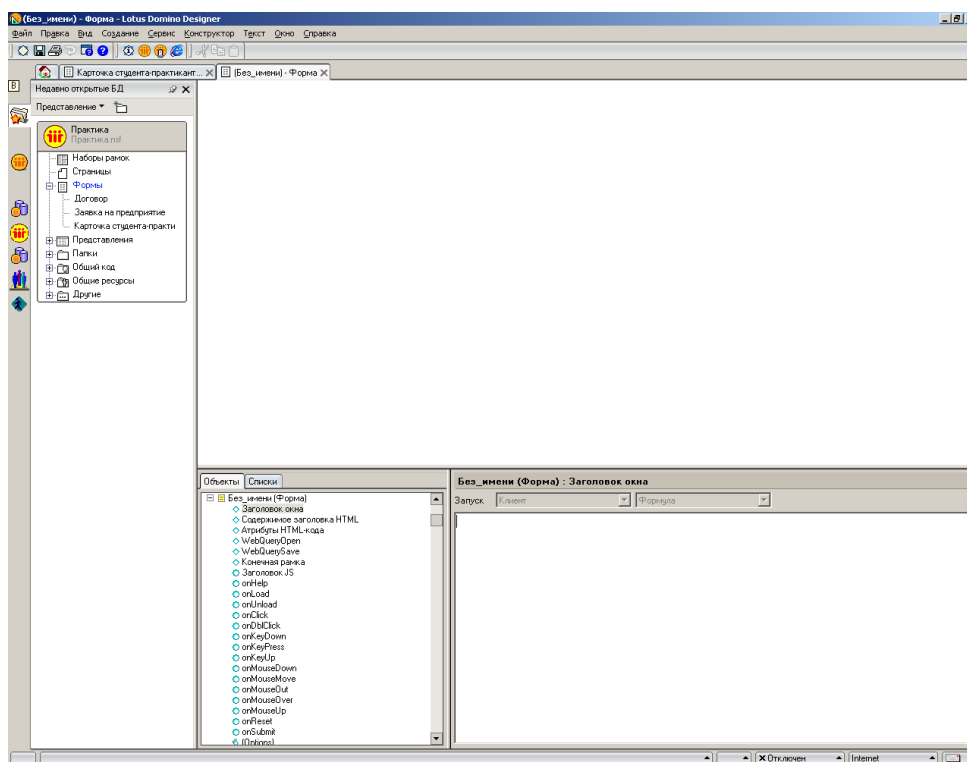 (Без_имени) - Форма - Lotus Domino Designer
Файл Правка Вид Создание Сервис Конструктор Текст Окно Справка
Карточка студента-практикант... (Без_имени) - Форма
Недавно открытые БД
Представление
Практика
Практика.nsf
Наборы рамок
Страницы
Формы
Договор
Заявка на предприятие
Карточка студента-практи
Представления
Папки
Общий код
Общие ресурсы
Другие
Объекты Списки
Без_имени (Форма)
Заголовок окна
Содержимое заголовка HTML
Атрибуты HTML-кода
WebQueryOpen
WebQuerySave
Конечная рамка
Заголовок JS
onHelp
onLoad
onUnload
onClick
onDblClick
onKeyDown
onKeyPress
onKeyUp
onMouseDown
onMouseMove
onMouseOut
onMouseOver
onMouseUp
onReset
onSubmit
(Options)
Без_имени (Форма) : Заголовок окна
Запуск Клиент Формула
Отключен Internet